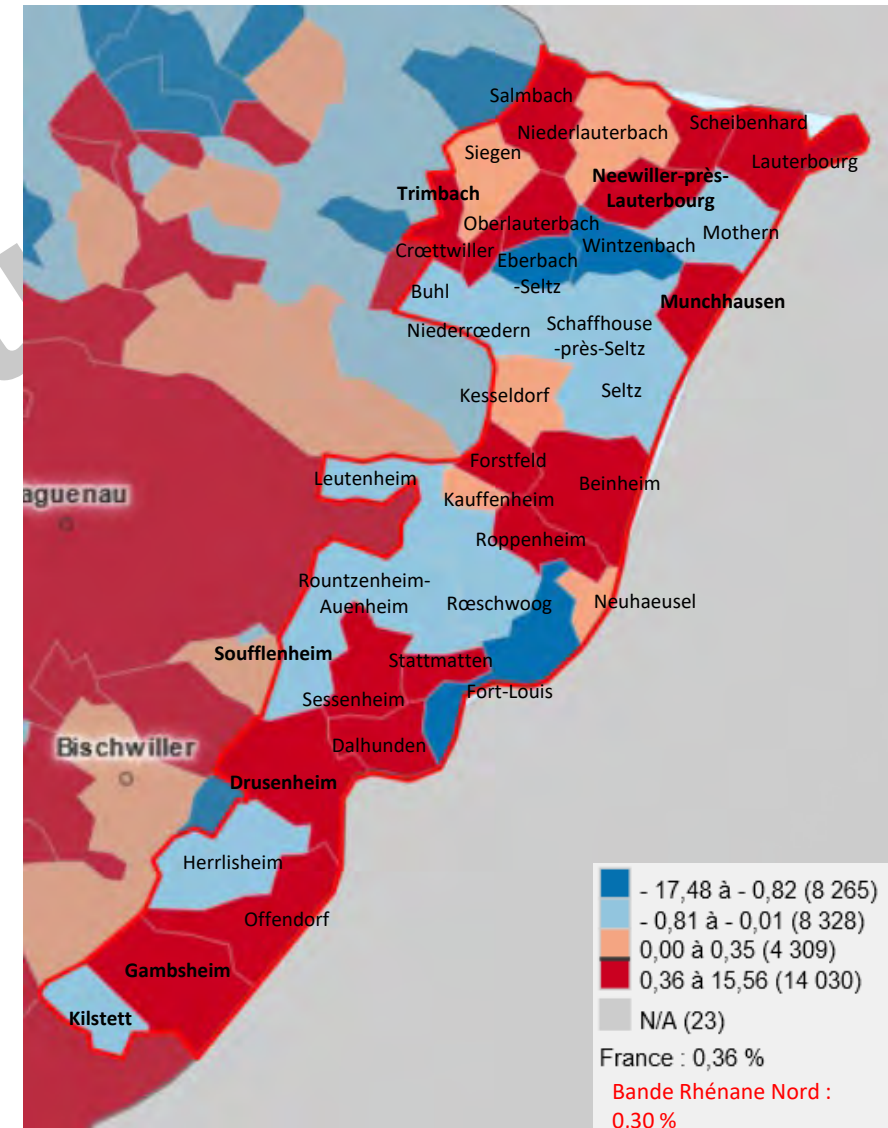 Salmbach
Scheibenhard
Niederlauterbach
Siegen
Lauterbourg
Trimbach
Neewiller-près-
Lauterbourg
Oberlauterbach
Mothern
Crœttwiller
Wintzenbach
Eberbach
-Seltz
Buhl
Munchhausen
Niederrœdern
Schaffhouse
-près-Seltz
Kesseldorf
Seltz
Forstfeld
Leutenheim
Beinheim
aguenau
Kauffenheim
Roppenheim
Rountzenheim-
Auenheim
Rœschwoog
Neuhaeusel
Soufflenheim
Stattmatten
Sessenheim
Fort-Louis
Dalhunden
Bischwiller
Drusenheim
Herrlisheim
Offendorf
Gambsheim
Kilstett
- 17,48 à - 0,82 (8 265)
- 0,81 à - 0,01 (8 328)
0,00 à 0,35 (4 309)
0,36 à 15,56 (14 030)
N/A (23)
France : 0,36 %
Bande Rhénane Nord :
0,30 %